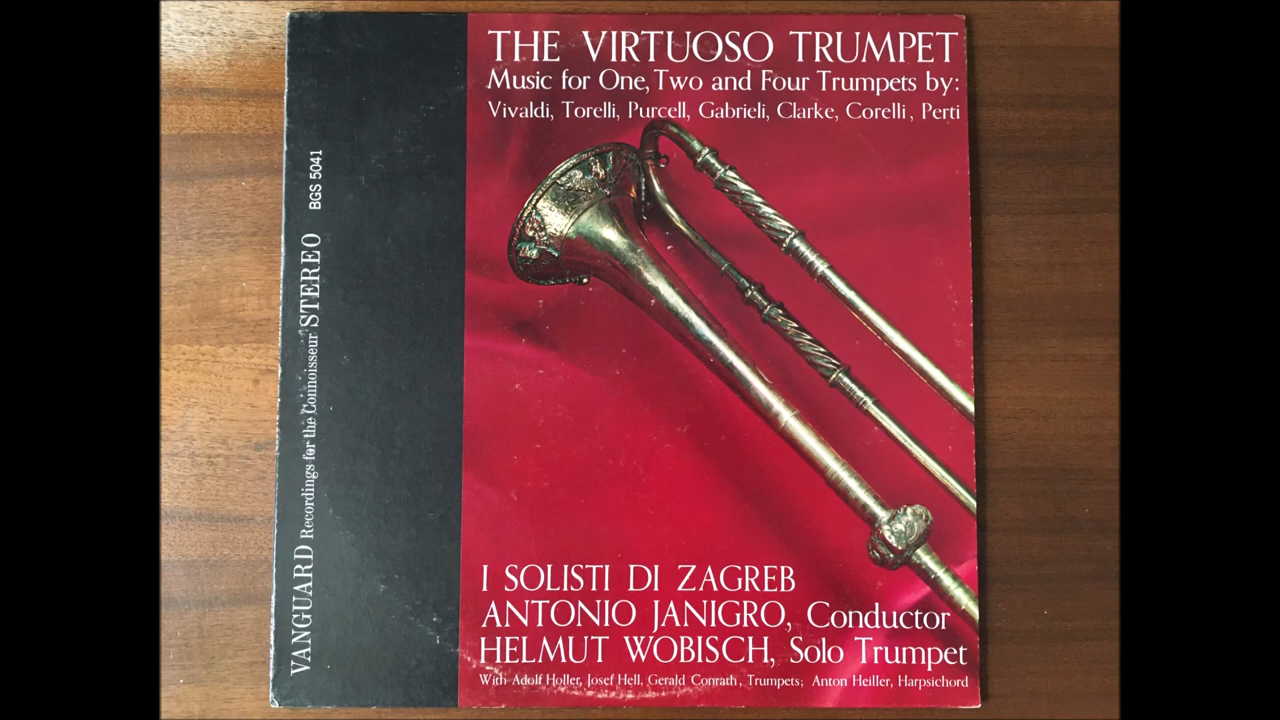 THE VIRTUOSO TRUMPET
Music for One, Two and Four Trumpets by:
Vivaldi, Torelli, Purcell, Gabrieli, Clarke, Corelli, Perti
VANGUARD Recordings for the Connoisseur STEREO BGS 5041
I SOLISTI DI ZAGREB
ANTONIO JANIGRO, Conductor
HELMUT WOBISCH, Solo Trumpet
With Adolf Holler, Josef Hell, Gerald Conrath, Trumpets; Anton Heiller, Harpsichord